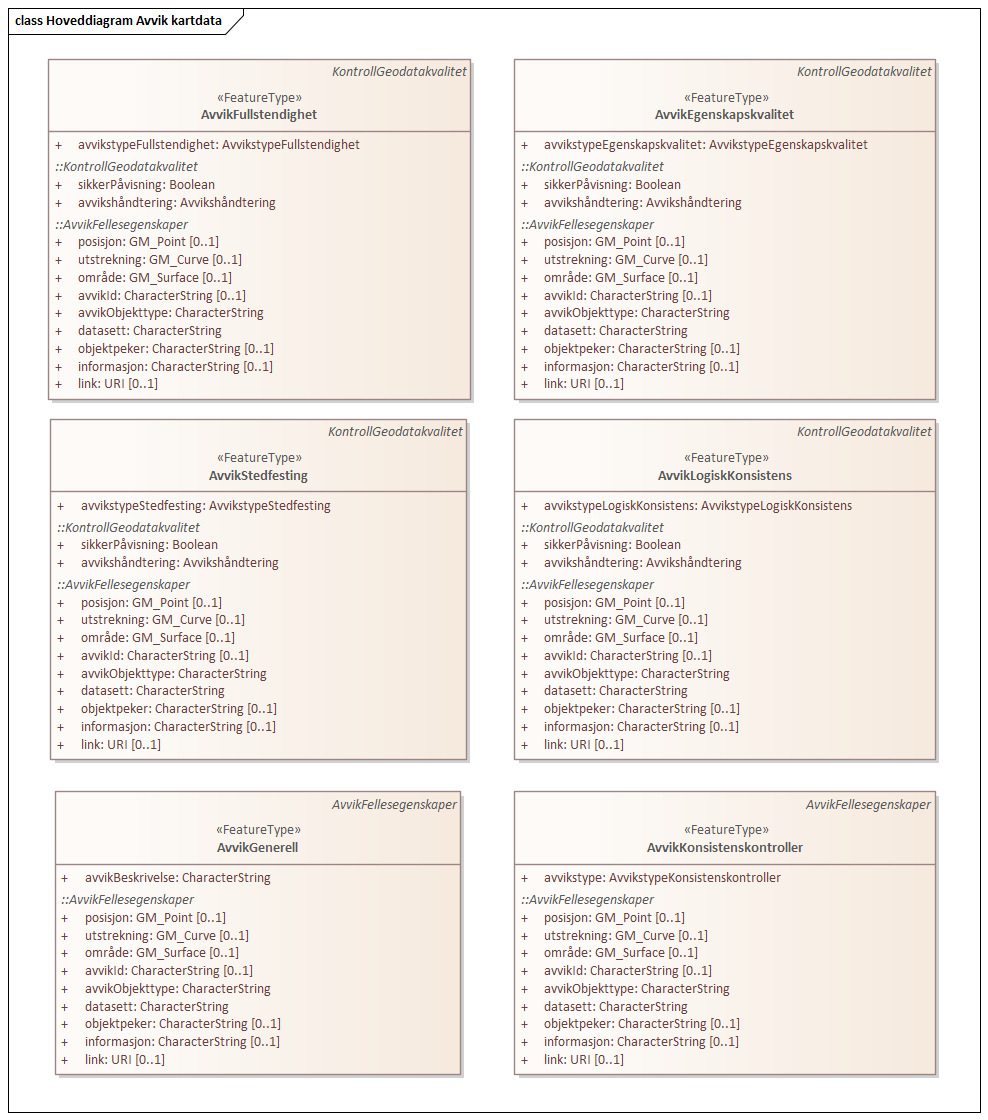 class Hoveddiagram Avvik kartdata
KontrollGeodatakvalitet
«FeatureType»
AvvikFullstendighet
+ avvikstypeFullstendighet: AvvikstypeFullstendighet
::KontrollGeodatakvalitet
+ sikkerPåvisning: Boolean
+ avvikshåndtering: Avvikshåndtering
::AvvikFellesegenskaper
+ posisjon: GM_Point [0..1]
+ utstrekning: GM_Curve [0..1]
+ område: GM_Surface [0..1]
+ avvikId: CharacterString [0..1]
+ avvikObjekttype: CharacterString
+ datasett: CharacterString
+ objektpeker: CharacterString [0..1]
+ informasjon: CharacterString [0..1]
+ link: URI [0..1]
KontrollGeodatakvalitet
«FeatureType»
AvvikEgenskapskvalitet
+ avvikstypeEgenskapskvalitet: AvvikstypeEgenskapskvalitet
::KontrollGeodatakvalitet
+ sikkerPåvisning: Boolean
+ avvikshåndtering: Avvikshåndtering
::AvvikFellesegenskaper
+ posisjon: GM_Point [0..1]
+ utstrekning: GM_Curve [0..1]
+ område: GM_Surface [0..1]
+ avvikId: CharacterString [0..1]
+ avvikObjekttype: CharacterString
+ datasett: CharacterString
+ objektpeker: CharacterString [0..1]
+ informasjon: CharacterString [0..1]
+ link: URI [0..1]
KontrollGeodatakvalitet
«FeatureType»
AvvikStedfesting
+ avvikstypeStedfesting: AvvikstypeStedfesting
::KontrollGeodatakvalitet
+ sikkerPåvisning: Boolean
+ avvikshåndtering: Avvikshåndtering
::AvvikFellesegenskaper
+ posisjon: GM_Point [0..1]
+ utstrekning: GM_Curve [0..1]
+ område: GM_Surface [0..1]
+ avvikId: CharacterString [0..1]
+ avvikObjekttype: CharacterString
+ datasett: CharacterString
+ objektpeker: CharacterString [0..1]
+ informasjon: CharacterString [0..1]
+ link: URI [0..1]
KontrollGeodatakvalitet
«FeatureType»
AvvikLogiskKonsistens
+ avvikstypeLogiskKonsistens: AvvikstypeLogiskKonsistens
::KontrollGeodatakvalitet
+ sikkerPåvisning: Boolean
+ avvikshåndtering: Avvikshåndtering
::AvvikFellesegenskaper
+ posisjon: GM_Point [0..1]
+ utstrekning: GM_Curve [0..1]
+ område: GM_Surface [0..1]
+ avvikId: CharacterString [0..1]
+ avvikObjekttype: CharacterString
+ datasett: CharacterString
+ objektpeker: CharacterString [0..1]
+ informasjon: CharacterString [0..1]
+ link: URI [0..1]
AvvikFellesegenskaper
«FeatureType»
AvvikGenerell
+ avvikBeskrivelse: CharacterString
::AvvikFellesegenskaper
+ posisjon: GM_Point [0..1]
+ utstrekning: GM_Curve [0..1]
+ område: GM_Surface [0..1]
+ avvikId: CharacterString [0..1]
+ avvikObjekttype: CharacterString
+ datasett: CharacterString
+ objektpeker: CharacterString [0..1]
+ informasjon: CharacterString [0..1]
+ link: URI [0..1]
AvvikFellesegenskaper
«FeatureType»
AvvikKonsistenskontroller
+ avvikstype: AvvikstypeKonsistenskontroller
::AvvikFellesegenskaper
+ posisjon: GM_Point [0..1]
+ utstrekning: GM_Curve [0..1]
+ område: GM_Surface [0..1]
+ avvikId: CharacterString [0..1]
+ avvikObjekttype: CharacterString
+ datasett: CharacterString
+ objektpeker: CharacterString [0..1]
+ informasjon: CharacterString [0..1]
+ link: URI [0..1]